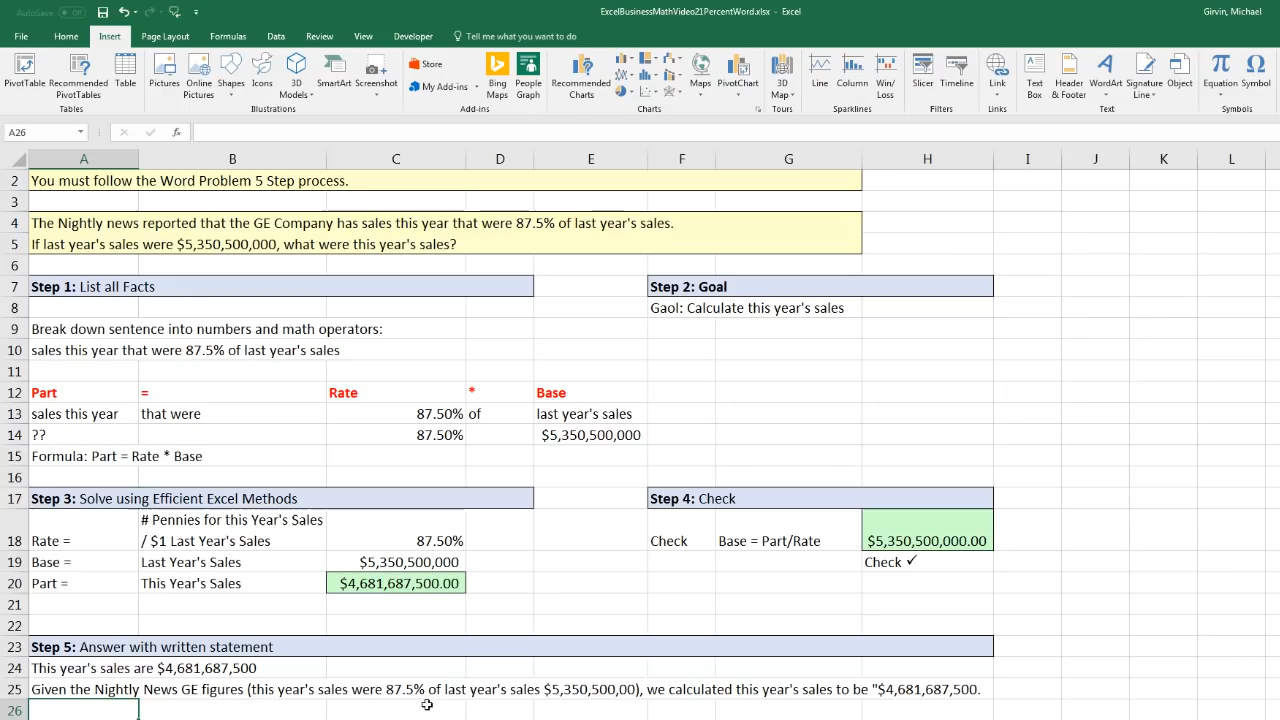 AutoSave Off
ExcelBusinessMathVideo21PercentWord.xlsx - Excel
Girvin, Michael
File Home Insert Page Layout Formulas Data Review View Developer Tell me what you want to do
PivotTable Recommended PivotTables Table
Tables
Pictures Online Pictures Shapes Icons 3D Models SmartArt Screenshot
Illustrations
Store
My Add-ins
Bing Maps People Graph
Add-ins
Recommended Charts Maps PivotChart
Charts
3D Map
Tours
Line Column Win/Loss
Sparklines
Slicer Timeline
Filters
Link
Links
Text Box Header & Footer WordArt Signature Line Object
Text
Equation Symbol
Symbols
A26 fx
A B C D E F G H I J K L
2 You must follow the Word Problem 5 Step process.
3
4 The Nightly news reported that the GE Company has sales this year that were 87.5% of last year's sales.
5 If last year's sales were $5,350,500,000, what were this year's sales?
6
7 Step 1: List all Facts Step 2: Goal
8 Gaol: Calculate this year's sales
9 Break down sentence into numbers and math operators:
10 sales this year that were 87.5% of last year's sales
11
12 Part = Rate * Base
13 sales this year that were 87.50% of last year's sales
14 ?? 87.50% $5,350,500,000
15 Formula: Part = Rate * Base
16
17 Step 3: Solve using Efficient Excel Methods Step 4: Check
# Pennies for this Year's Sales
18 Rate = / $1 Last Year's Sales 87.50% Check Base = Part/Rate $5,350,500,000.00
19 Base = Last Year's Sales $5,350,500,000 Check ✓
20 Part = This Year's Sales $4,681,687,500.00
21
22
23 Step 5: Answer with written statement
24 This year's sales are $4,681,687,500
25 Given the Nightly News GE figures (this year's sales were 87.5% of last year's sales $5,350,500,00), we calculated this year's sales to be "$4,681,687,500.
26